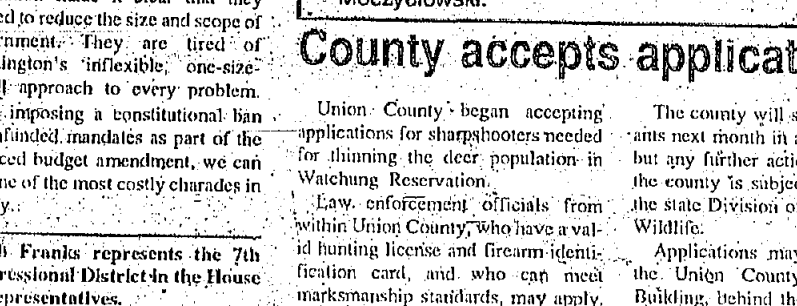 ed to reduce the size and scope of
rnment. They are tired of
ington's inflexible, one-size-
approach to every problem.
imposing a constitutional ban
nfunded mandates as part of the
ced budget amendment, we can
ne of the most costly charades in
y.
Franks represents the 7th
ressional District in the House
epresentatives.
County accepts applicat
Union County began accepting
applications for sharpshooters needed
for thinning the deer population in
Watchung Reservation.
Law enforcement officials from
within Union County, who have a val-
id hunting license and firearm identi-
fication card, and who can meet
marksmanship standards, may apply.
The county will s
ants next month in a
but any further actio
the county is subjec
the state Division o
Wildlife.
Applications may
the Union County
Building, behind th